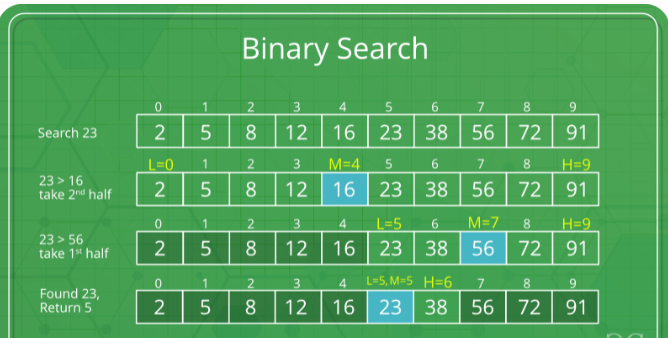 Binary Search
0 1 2 3 4 5 6 7 8 9
Search 23 2 5 8 12 16 23 38 56 72 91
L=0 1 2 3 M=4 5 6 7 8 H=9
23 > 16
take 2nd half 2 5 8 12 16 23 38 56 72 91
0 1 2 3 4 L=5 6 M=7 8 H=9
23 > 56
take 1st half 2 5 8 12 16 23 38 56 72 91
0 1 2 3 4 L=5, M=5 H=6 7 8 9
Found 23,
Return 5 2 5 8 12 16 23 38 56 72 91